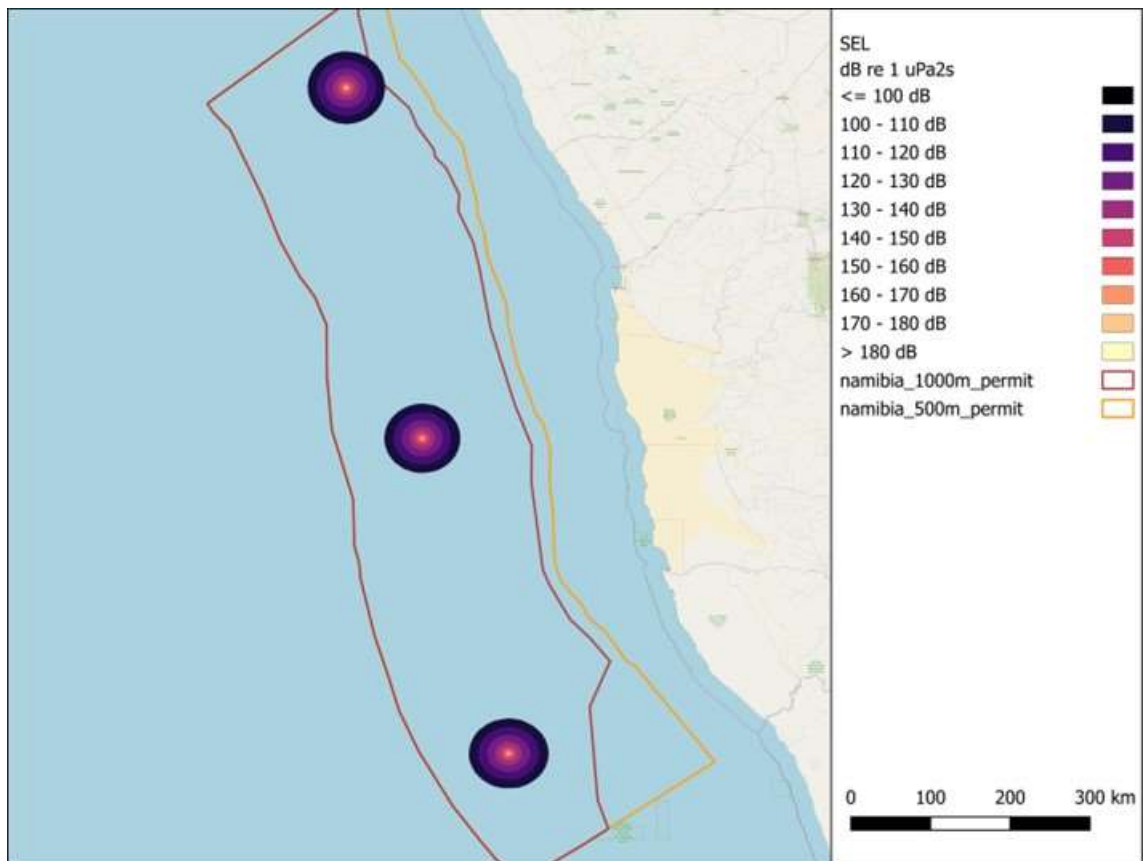 SEL
dB re 1 uPa2s
<= 100 dB
100 - 110 dB
110 - 120 dB
120 - 130 dB
130 - 140 dB
140 - 150 dB
150 - 160 dB
160 - 170 dB
170 - 180 dB
> 180 dB
namibia_1000m_permit
namibia_500m_permit
0 100 200 300 km